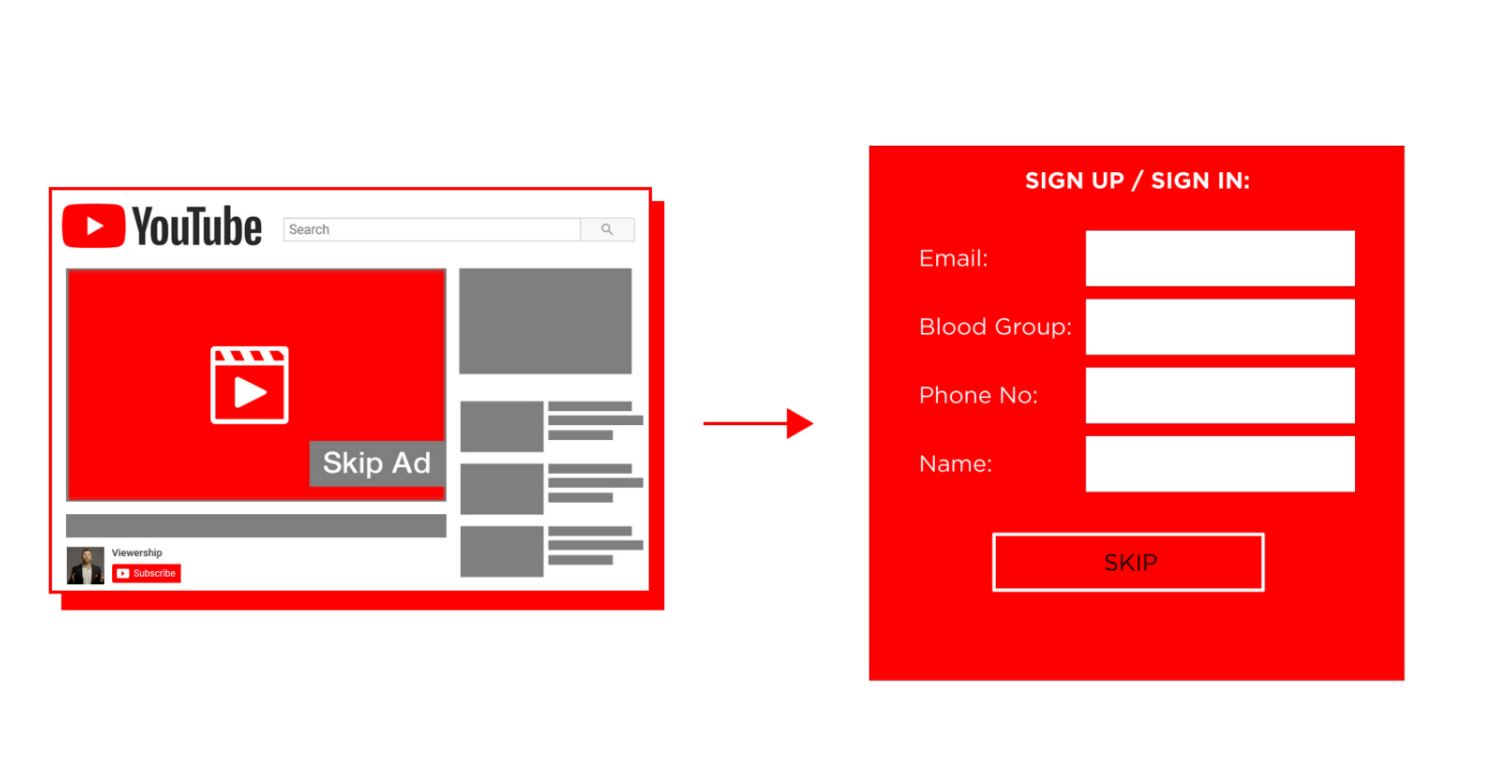 YouTube
Search
Skip Ad
Viewership
Subscribe
SIGN UP / SIGN IN:
Email:
Blood Group:
Phone No:
Name:
SKIP